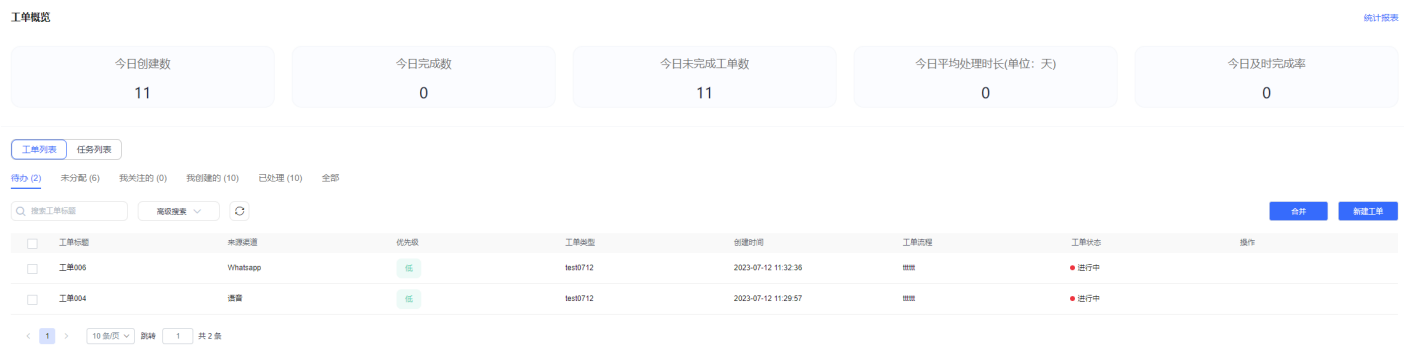 工单概览 统计报表
今日创建数 今日完成数 今日未完成工单数 今日平均处理时长(单位：天) 今日及时完成率
11 0 11 0 0
工单列表 任务列表
待办 (2) 未分配 (6) 我关注的 (0) 我创建的 (10) 已处理 (10) 全部
搜索工单标题 高级搜索 合并 新建工单
工单标题 来源渠道 优先级 工单类型 创建时间 工单流程 工单状态 操作
工单006 Whatsapp 低 test0712 2023-07-12 11:32:36 进行中
工单004 语音 低 test0712 2023-07-12 11:29:57 进行中
< 1 > 10 条/页 跳转 1 共 2 条